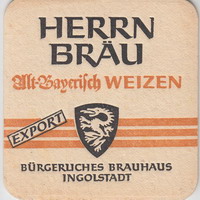 HERRN
BRÄU
Alt-Bayerisch WEIZEN
EXPORT
BÜRGERLICHES BRAUHAUS
INGOLSTADT